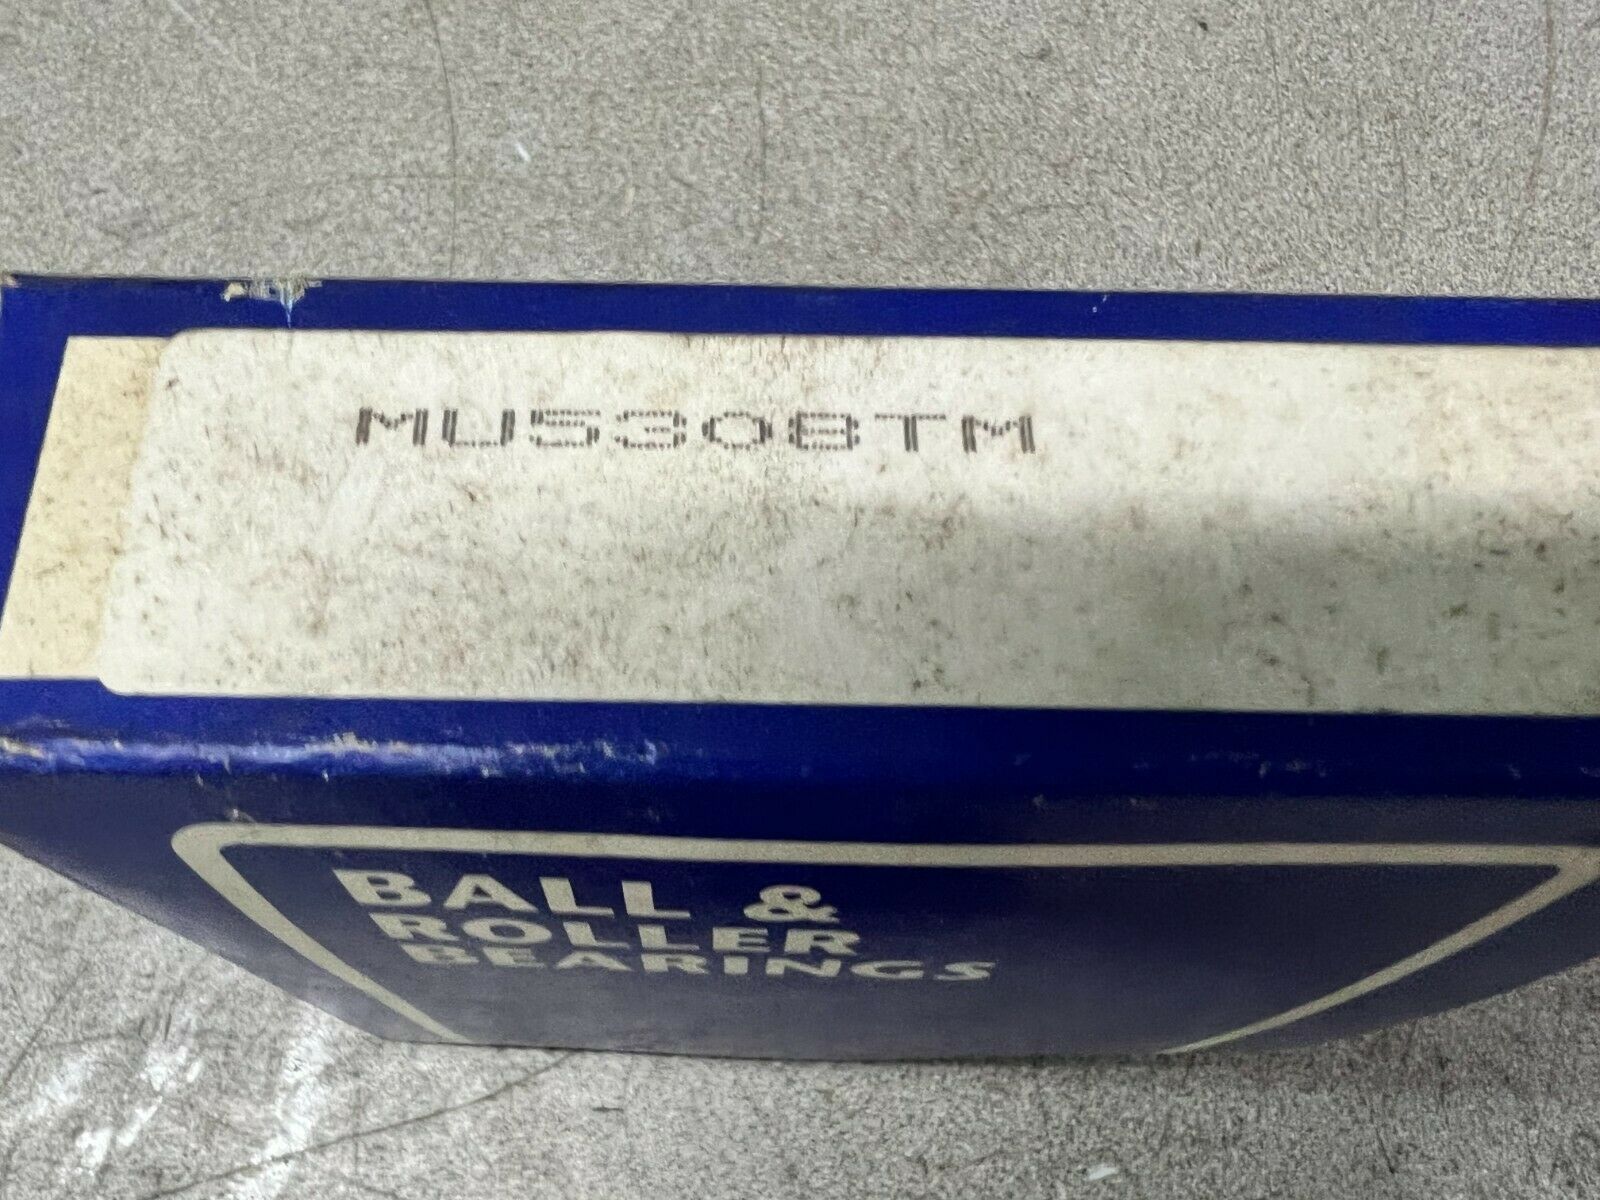 MU5308TM
BALL &
ROLLER
BEARINGS